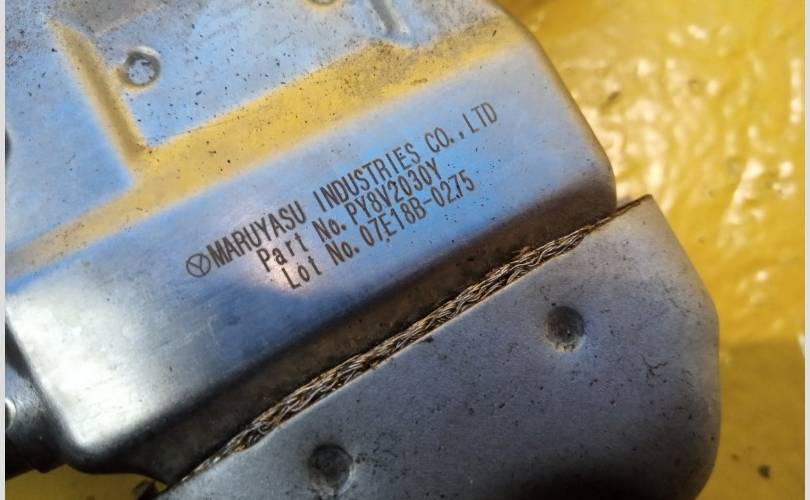 MARUYASU INDUSTRIES CO.,LTD
Part No. PY8V2030Y
Lot No. 07E18B-0275